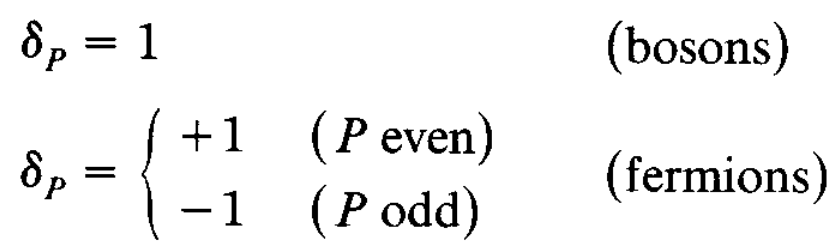 δ_P = 1 (bosons)
δ_P = { +1 (P even) (fermions)
−1 (P odd)